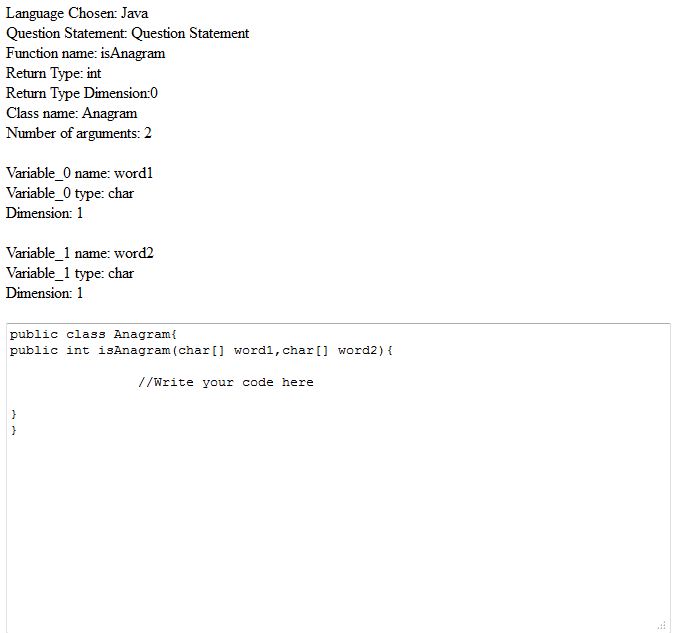 Language Chosen: Java
Question Statement: Question Statement
Function name: isAnagram
Return Type: int
Return Type Dimension:0
Class name: Anagram
Number of arguments: 2
Variable_0 name: word1
Variable_0 type: char
Dimension: 1
Variable_1 name: word2
Variable_1 type: char
Dimension: 1
public class Anagram{
public int isAnagram(char[] word1,char[] word2){
//Write your code here
}
}